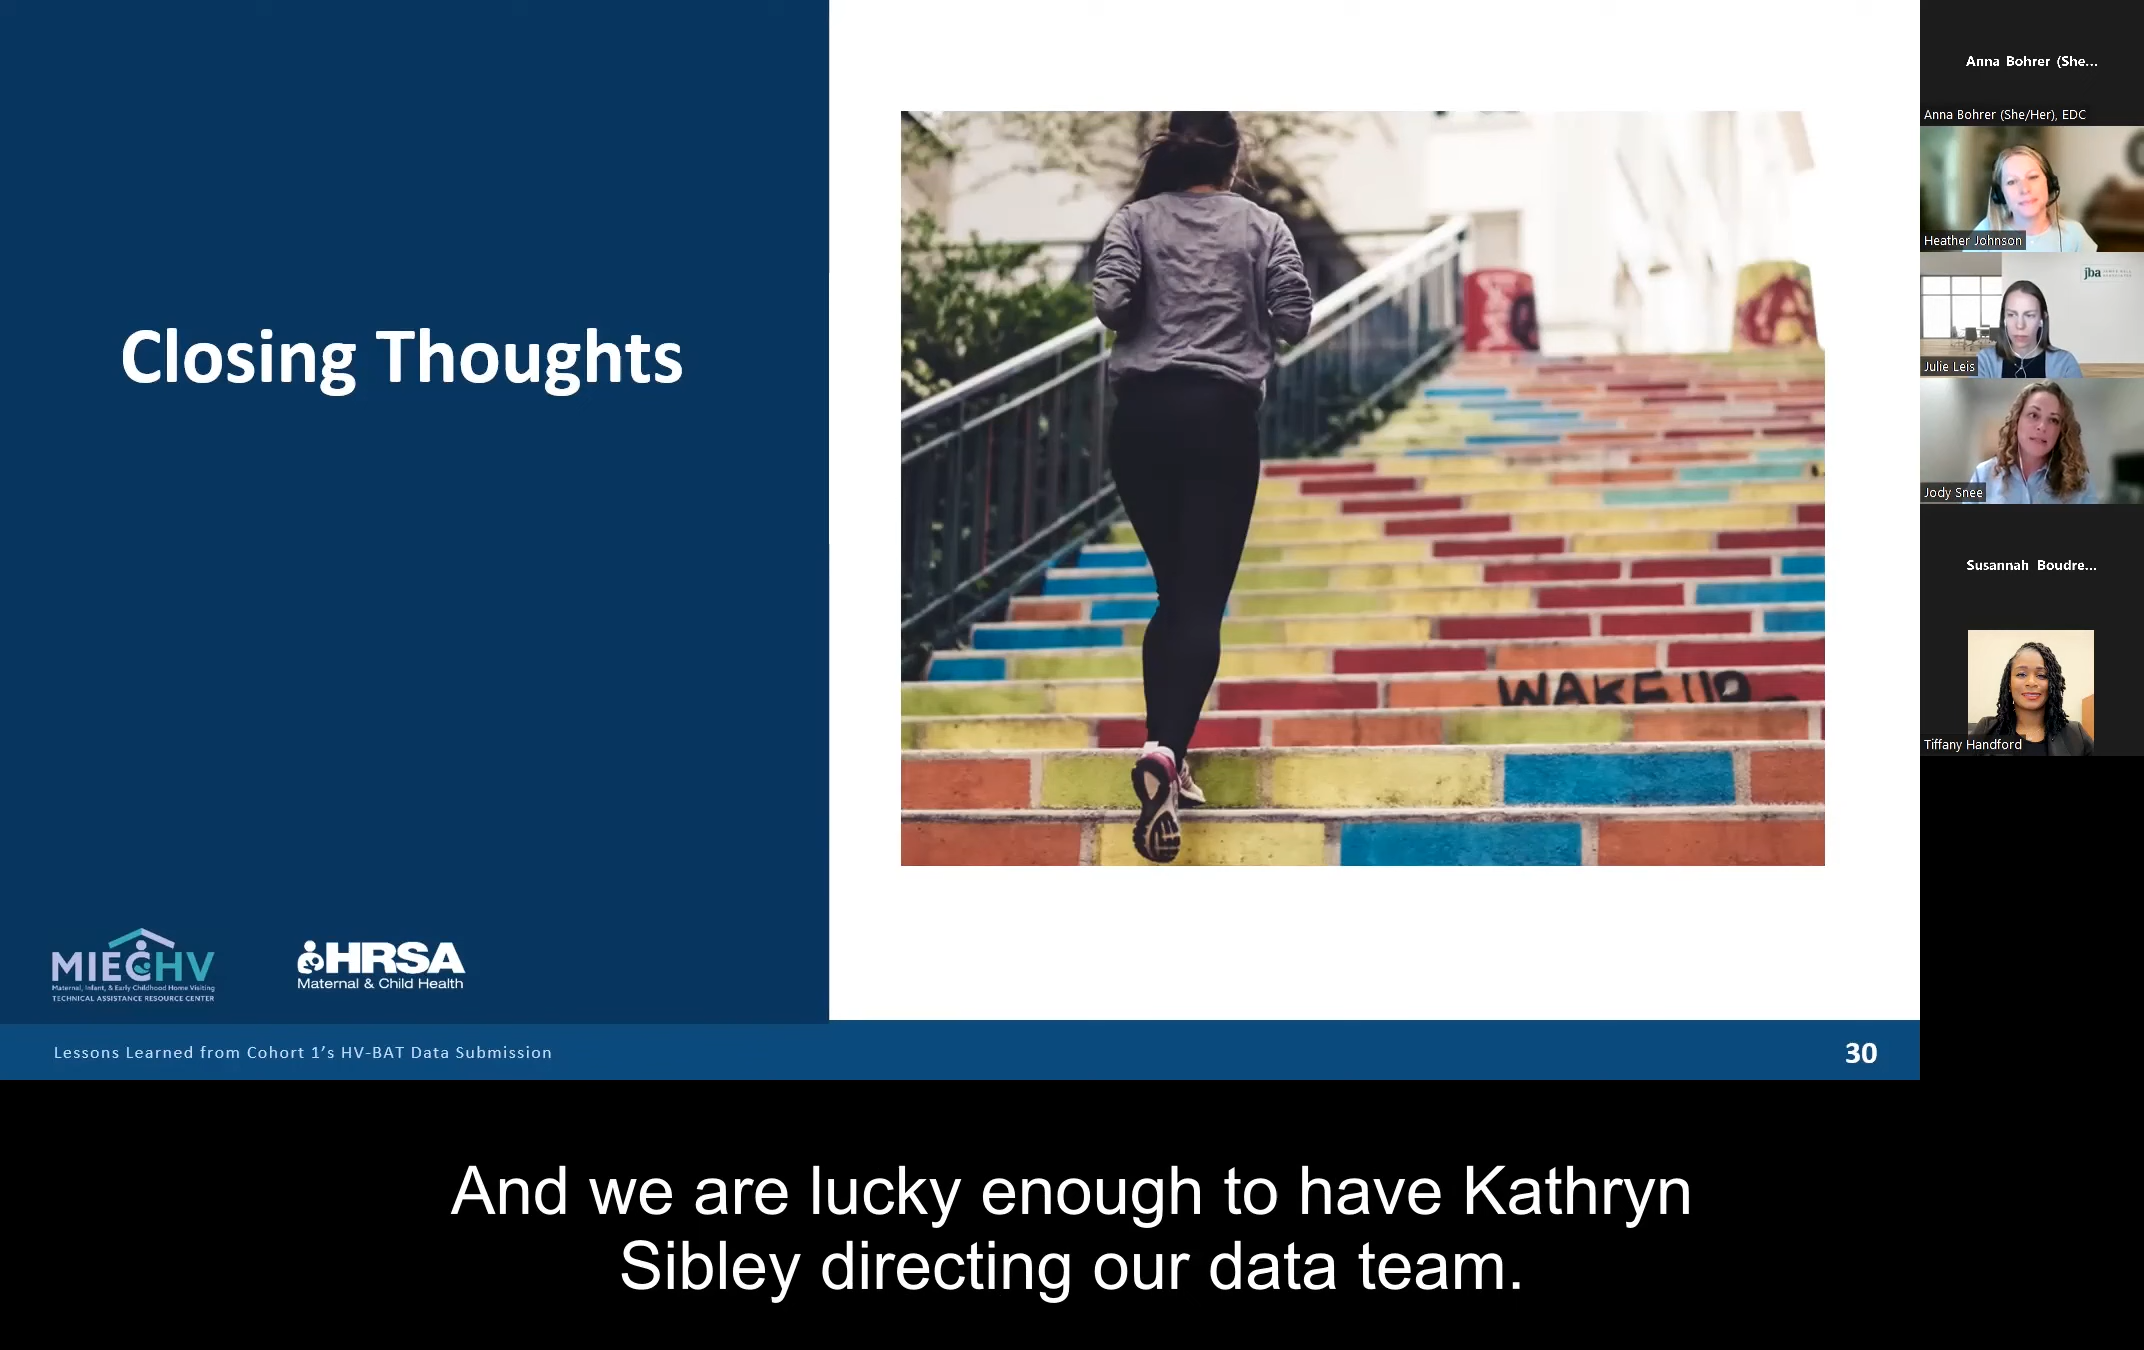 Closing Thoughts
WAKE UP
MIECHV
Maternal, Infant, & Early Childhood Home Visiting
TECHNICAL ASSISTANCE RESOURCE CENTER
HRSA
Maternal & Child Health
Lessons Learned from Cohort 1's HV-BAT Data Submission
30
Anna Bohrer (She...
Anna Bohrer (She/Her), EDC
Heather Johnson
jba
Julie Leis
Jody Snee
Susannah Boudre...
Tiffany Handford
And we are lucky enough to have Kathryn
Sibley directing our data team.